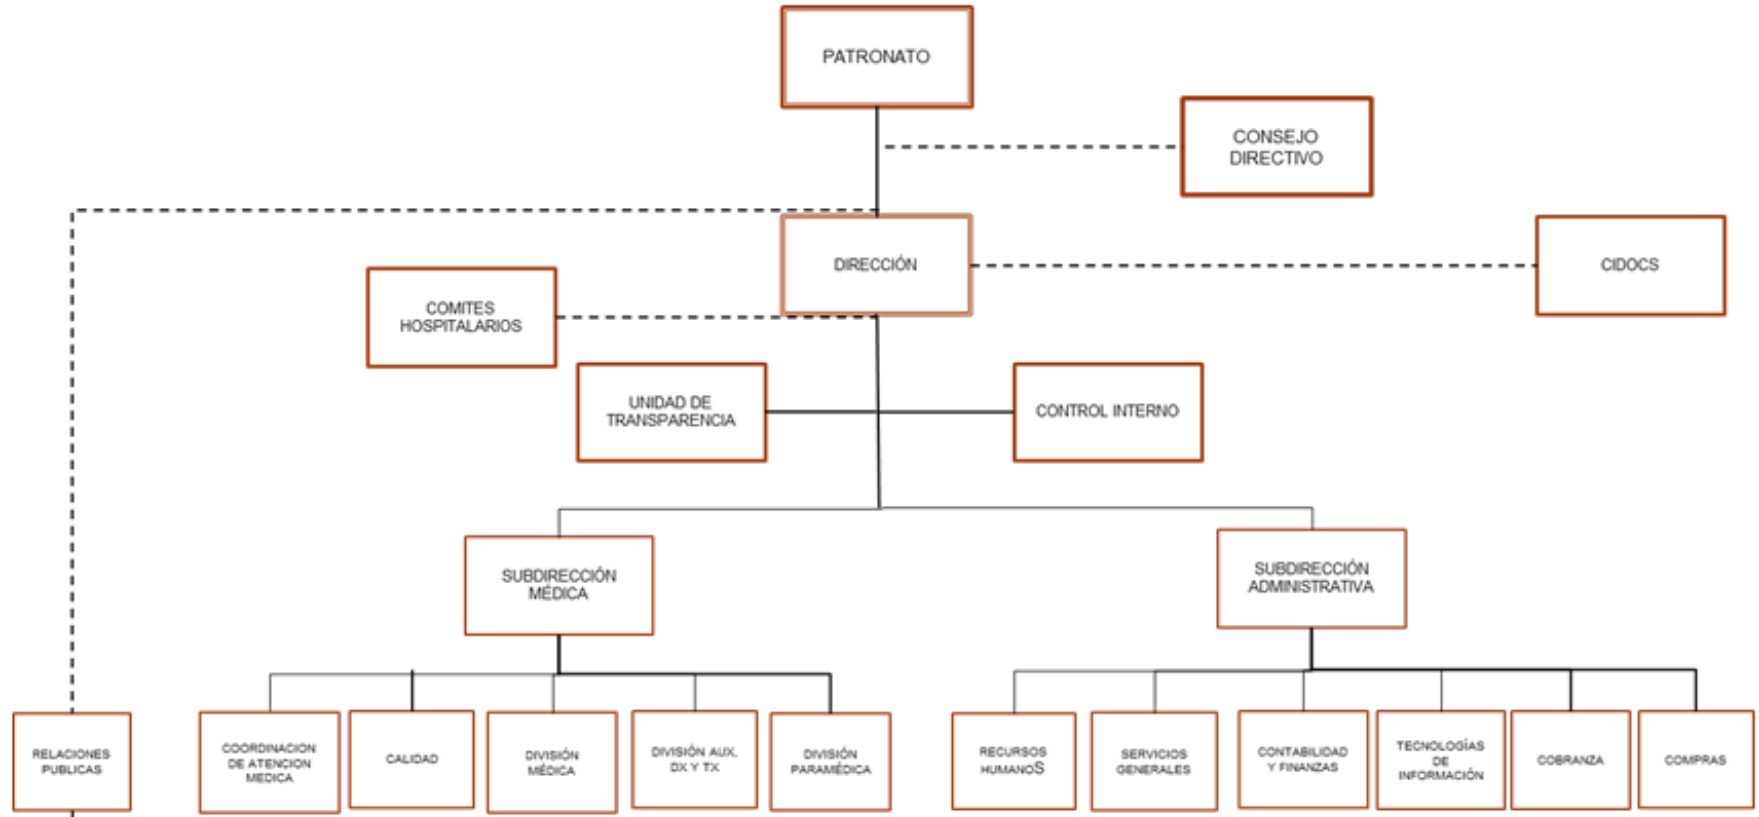 PATRONATO
CONSEJO
DIRECTIVO
DIRECCIÓN
CIDOCS
COMITES
HOSPITALARIOS
UNIDAD DE
TRANSPARENCIA
CONTROL INTERNO
SUBDIRECCIÓN
MÉDICA
SUBDIRECCIÓN
ADMINISTRATIVA
RELACIONES
PUBLICAS
COORDINACION
DE ATENCION
MEDICA
CALIDAD
DIVISIÓN
MÉDICA
DIVISIÓN AUX.
DX Y TX
DIVISIÓN
PARAMÉDICA
RECURSOS
HUMANOS
SERVICIOS
GENERALES
CONTABILIDAD
Y FINANZAS
TECNOLOGÍAS
DE
INFORMACIÓN
COBRANZA
COMPRAS